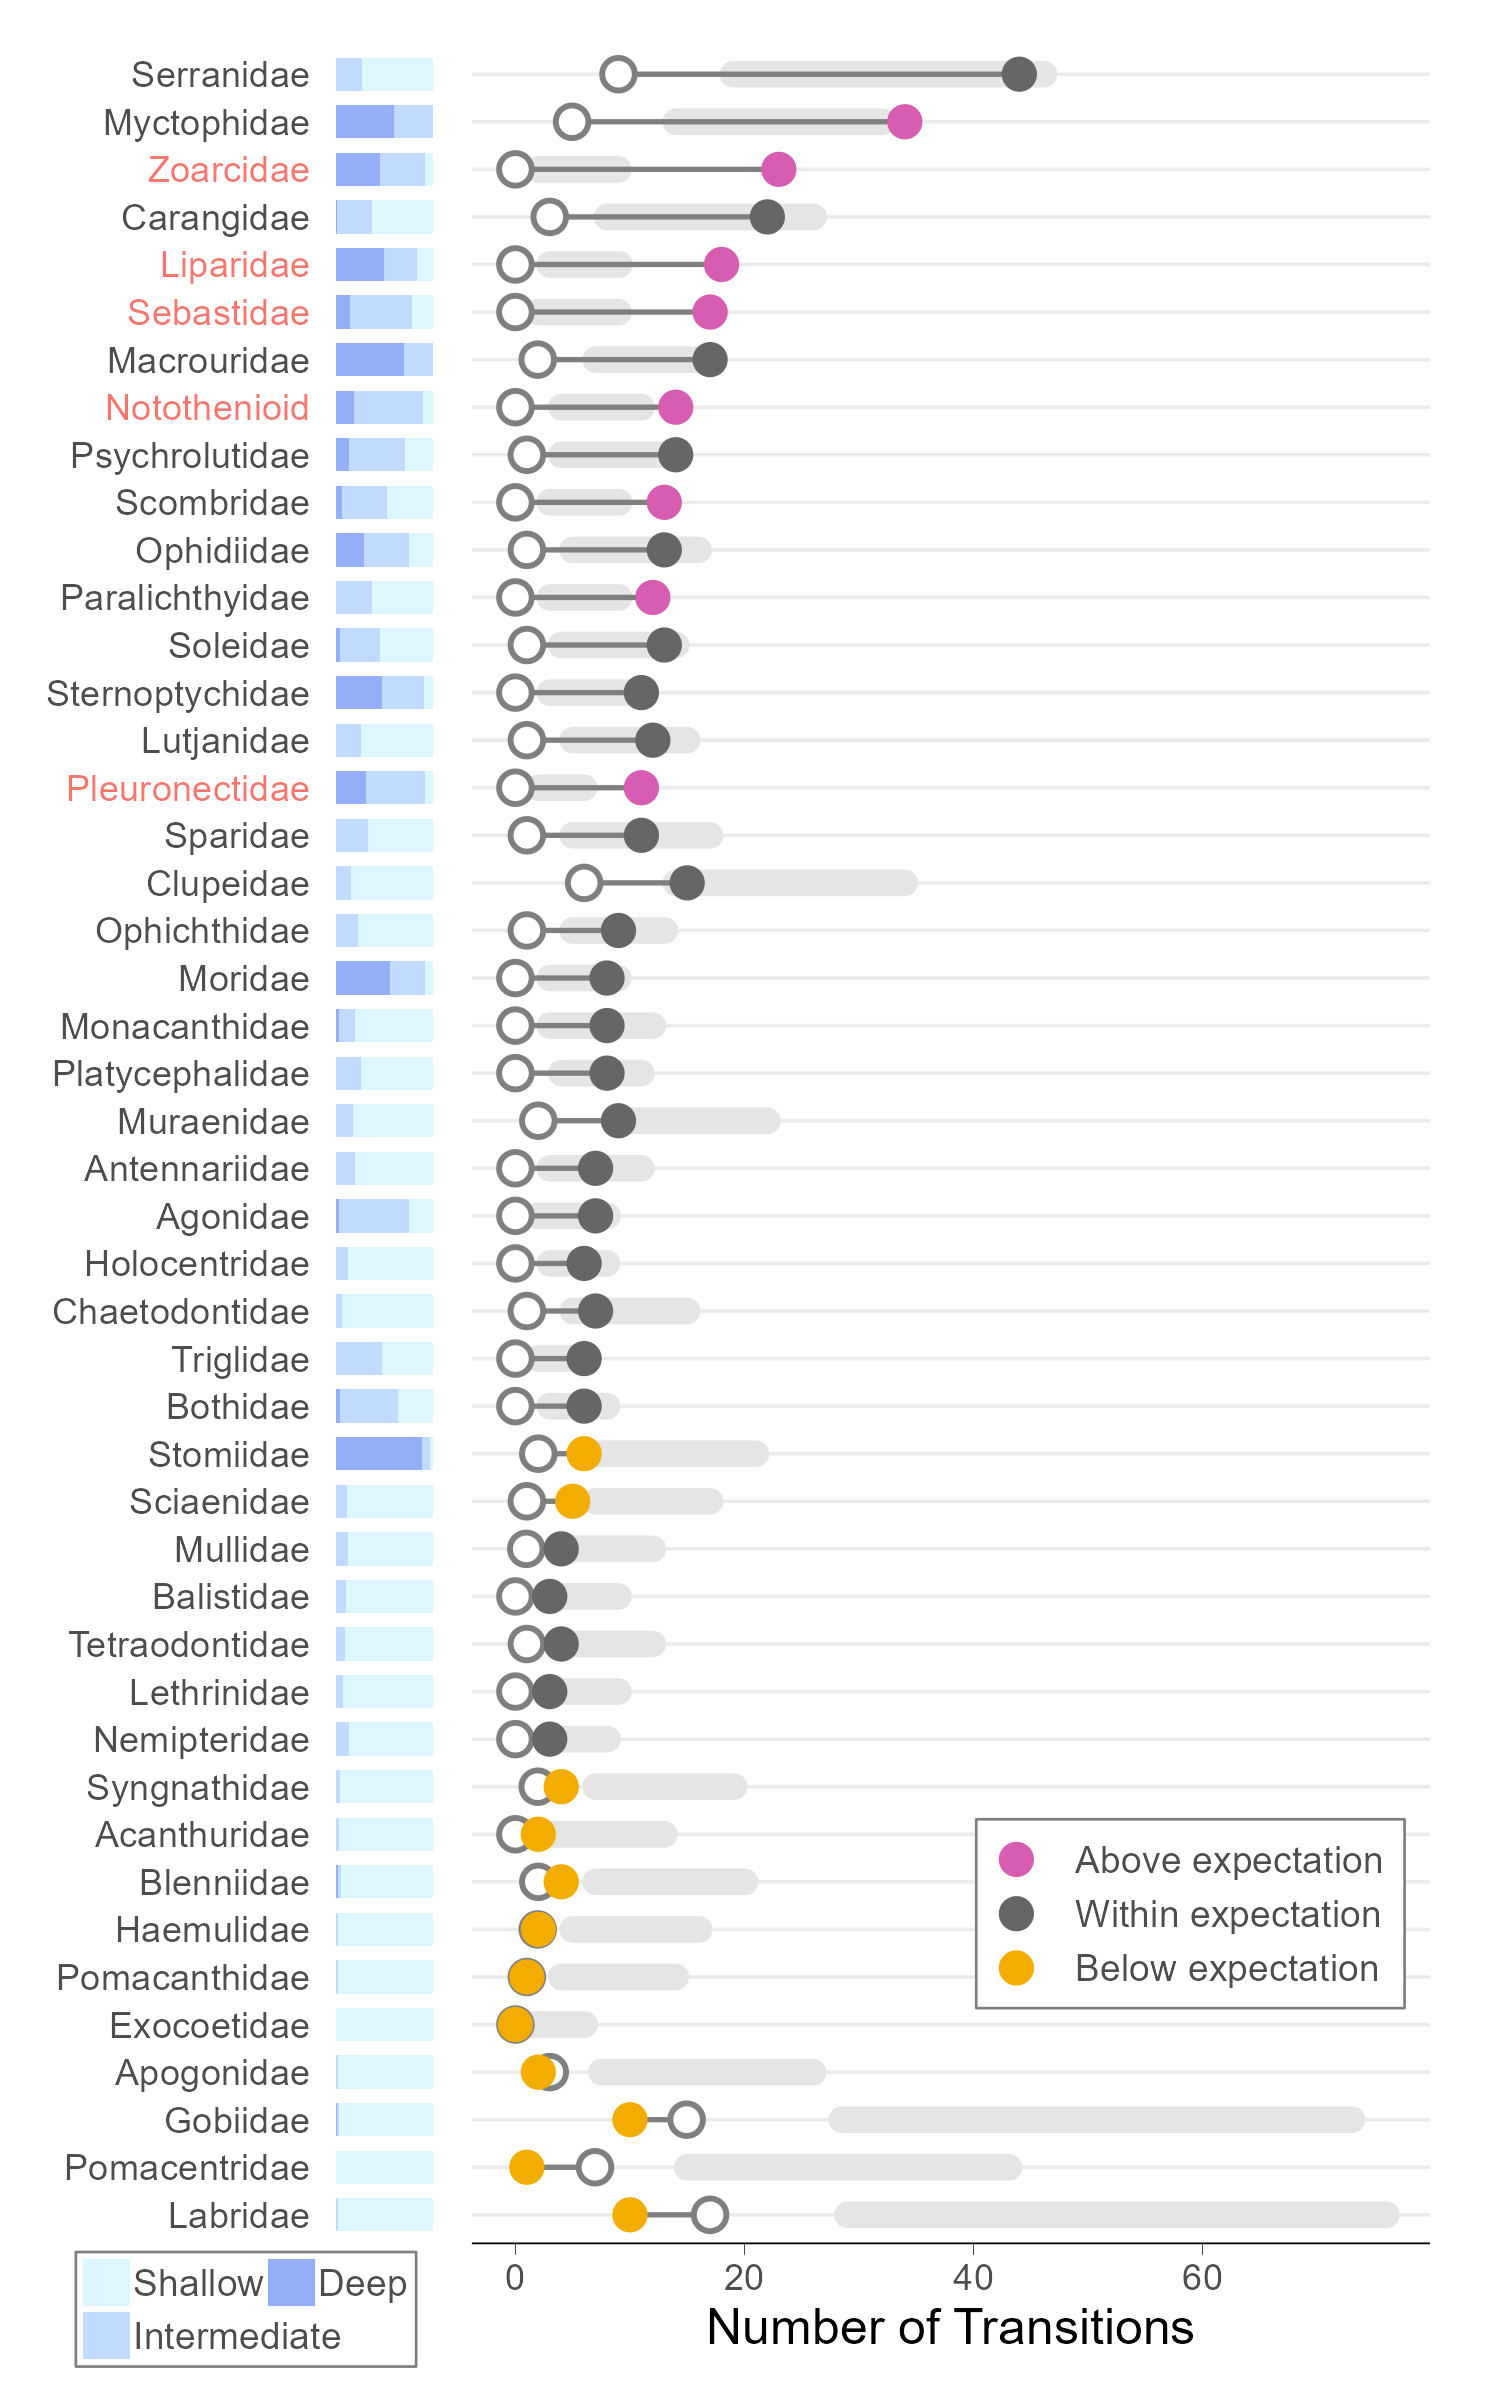 Serranidae
Myctophidae
Zoarcidae
Carangidae
Liparidae
Sebastidae
Macrouridae
Notothenioid
Psychrolutidae
Scombridae
Ophidiidae
Paralichthyidae
Soleidae
Sternoptychidae
Lutjanidae
Pleuronectidae
Sparidae
Clupeidae
Ophichthidae
Moridae
Monacanthidae
Platycephalidae
Muraenidae
Antennariidae
Agonidae
Holocentridae
Chaetodontidae
Triglidae
Bothidae
Stomiidae
Sciaenidae
Mullidae
Balistidae
Tetraodontidae
Lethrinidae
Nemipteridae
Syngnathidae
Acanthuridae
Blenniidae
Haemulidae
Pomacanthidae
Exocoetidae
Apogonidae
Gobiidae
Pomacentridae
Labridae
Above expectation
Within expectation
Below expectation
Shallow Deep
Intermediate
0 20 40 60
Number of Transitions